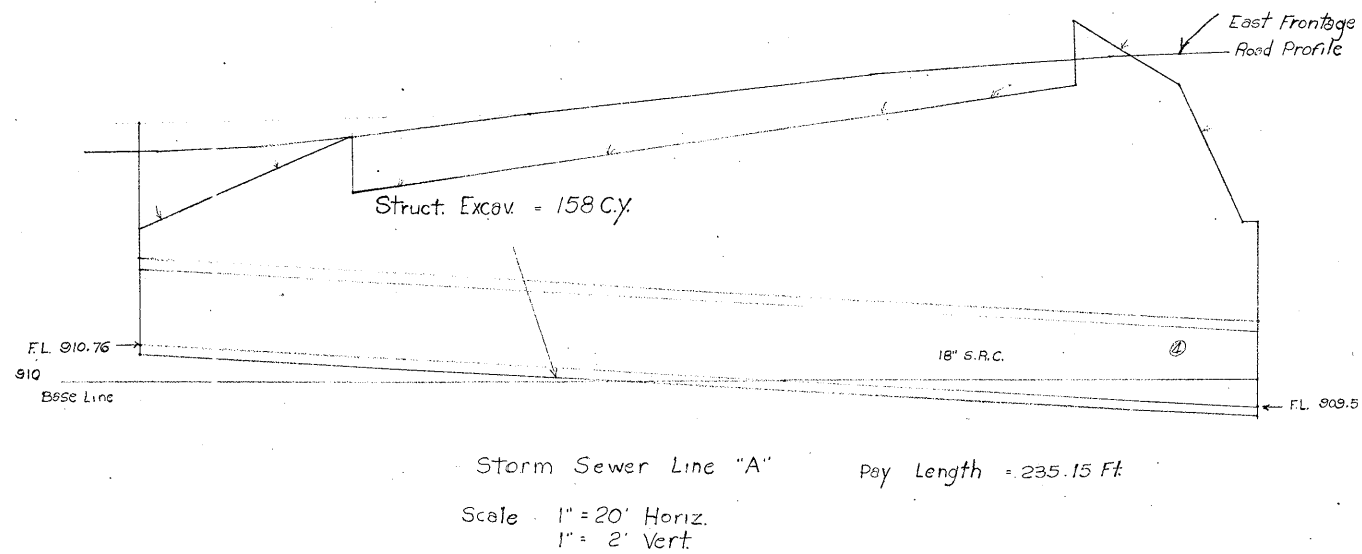 East Frontage
Road Profile
Struct. Excav. = 158 C.Y.
F.L. 910.76
18" S.R.C.
4
910
Base Line
F.L. 909.5
Storm Sewer Line "A"
Pay Length = 235.15 Ft.
Scale 1" = 20' Horiz.
1" = 2' Vert.